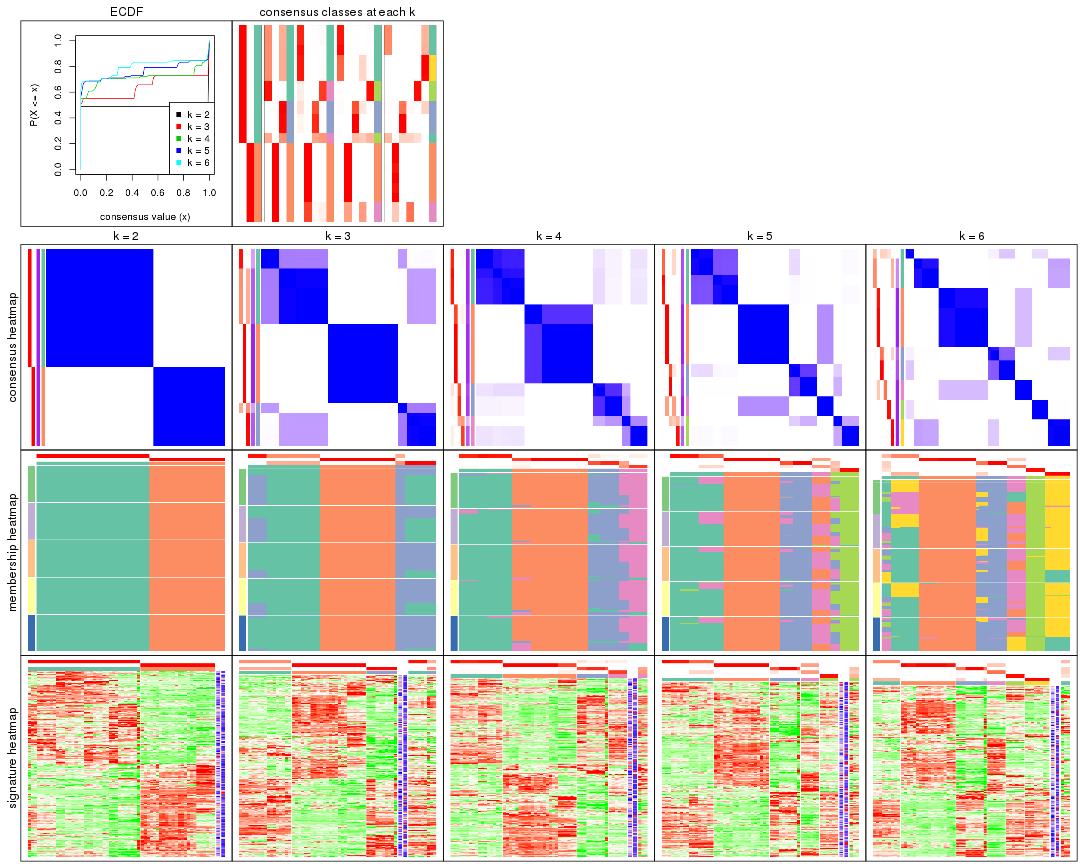 ECDF
consensus classes at each k
P(X <= x)
0.0 0.2 0.4 0.6 0.8 1.0
k = 2
k = 3
k = 4
k = 5
k = 6
0.0 0.2 0.4 0.6 0.8 1.0
consensus value (x)
k = 2
k = 3
k = 4
k = 5
k = 6
consensus heatmap
membership heatmap
signature heatmap